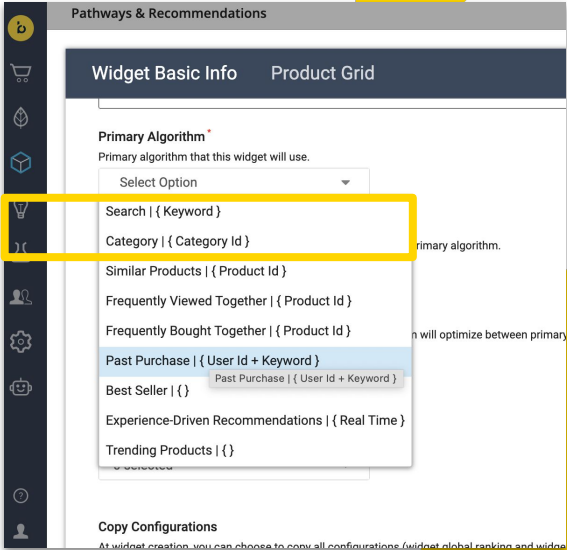 Pathways & Recommendations
Widget Basic Info Product Grid
Primary Algorithm*
Primary algorithm that this widget will use.
Select Option
Search | { Keyword }
Category | { Category Id }
rimary algorithm.
Similar Products | { Product Id }
Frequently Viewed Together | { Product Id }
Frequently Bought Together | { Product Id }
will optimize between primary
Past Purchase | { User Id + Keyword }
Past Purchase | { User Id + Keyword }
Best Seller | { }
Experience-Driven Recommendations | { Real Time }
Trending Products | { }
selected
Copy Configurations
At widget creation, you can choose to copy all configurations (widget global ranking and widge